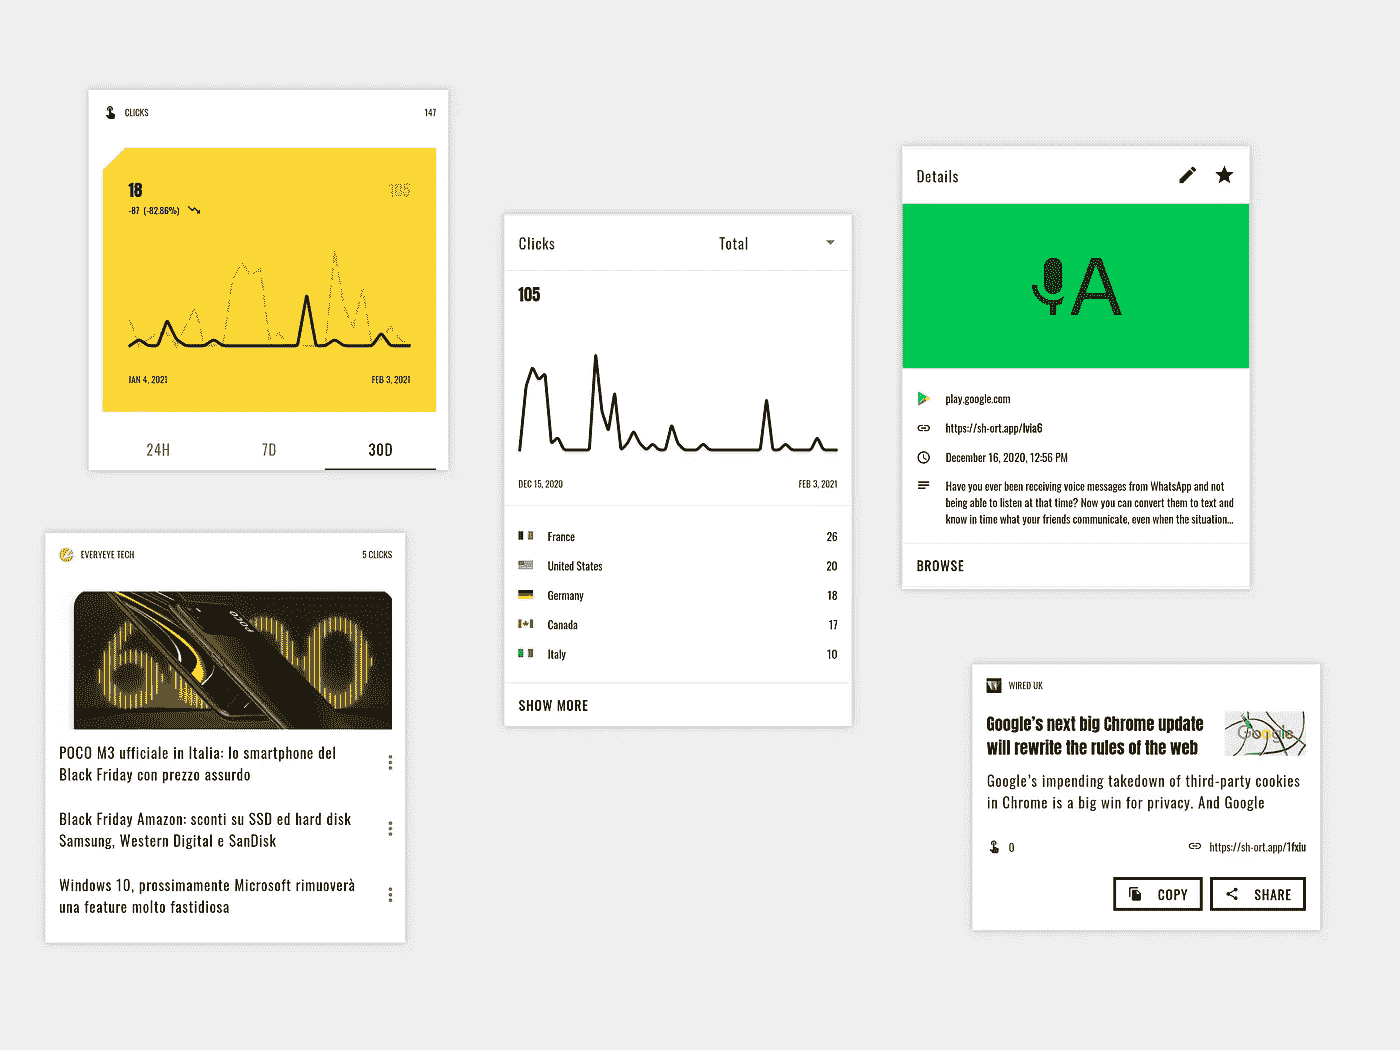 CLICKS 147
18 105
-87 (-82.86%)
JAN 4, 2021 FEB 3, 2021
24H 7D 30D
EVERYEYE TECH 5 CLICKS
POCO
POCO M3 ufficiale in Italia: lo smartphone del
Black Friday con prezzo assurdo
Black Friday Amazon: sconti su SSD ed hard disk
Samsung, Western Digital e SanDisk
Windows 10, prossimamente Microsoft rimuoverà
una feature molto fastidiosa
Clicks Total
105
DEC 15, 2020 FEB 3, 2021
France 26
United States 20
Germany 18
Canada 17
Italy 10
SHOW MORE
Details
A
play.google.com
https://sh-ort.app/lvia6
December 16, 2020, 12:56 PM
Have you ever been receiving voice messages from WhatsApp and not
being able to listen at that time? Now you can convert them to text and
know in time what your friends communicate, even when the situation...
BROWSE
WIRED UK
Google's next big Chrome update
will rewrite the rules of the web
Google
Google's impending takedown of third-party cookies
in Chrome is a big win for privacy. And Google
0 https://sh-ort.app/1fxiu
COPY SHARE